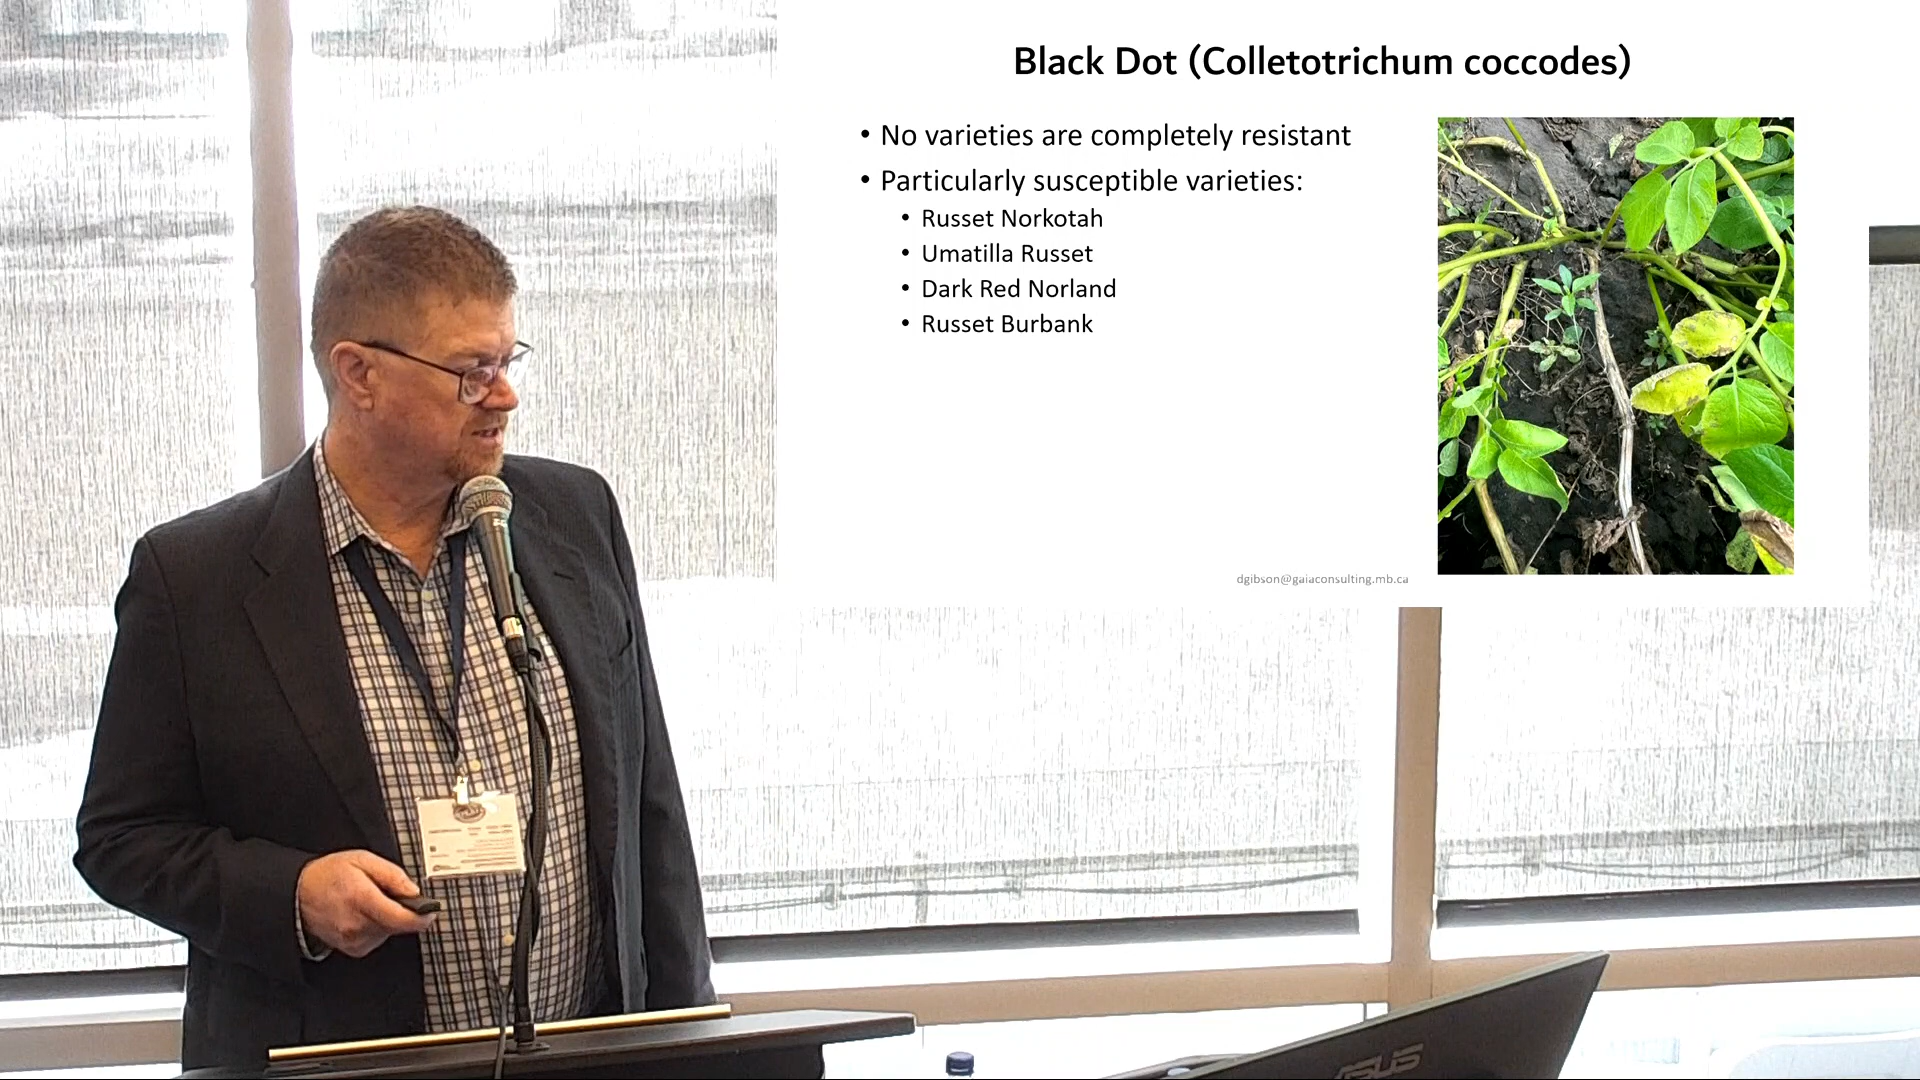 Black Dot (Colletotrichum coccodes)
• No varieties are completely resistant
• Particularly susceptible varieties:
• Russet Norkotah
• Umatilla Russet
• Dark Red Norland
• Russet Burbank
dgibson@gaiaconsulting.mb.ca
ASUS